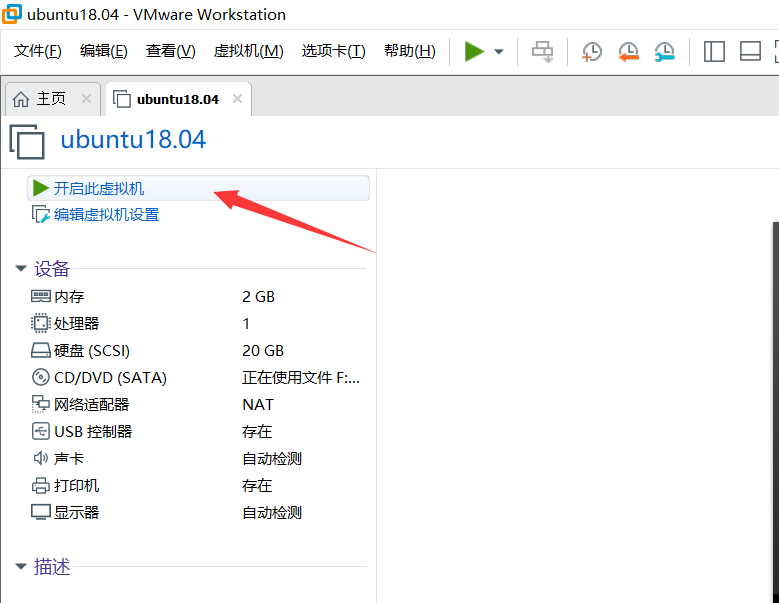 ubuntu18.04 - VMware Workstation
文件(F) 编辑(E) 查看(V) 虚拟机(M) 选项卡(T) 帮助(H)
主页 ubuntu18.04
ubuntu18.04
开启此虚拟机
编辑虚拟机设置
设备
内存 2 GB
处理器 1
硬盘 (SCSI) 20 GB
CD/DVD (SATA) 正在使用文件 F:...
网络适配器 NAT
USB 控制器 存在
声卡 自动检测
打印机 存在
显示器 自动检测
描述